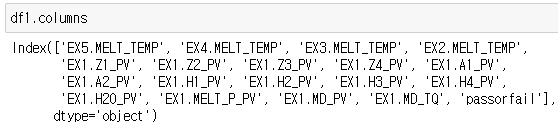 df1.columns
Index(['EX5.MELT_TEMP', 'EX4.MELT_TEMP', 'EX3.MELT_TEMP', 'EX2.MELT_TEMP',
'EX1.Z1_PV', 'EX1.Z2_PV', 'EX1.Z3_PV', 'EX1.Z4_PV', 'EX1.A1_PV',
'EX1.A2_PV', 'EX1.H1_PV', 'EX1.H2_PV', 'EX1.H3_PV', 'EX1.H4_PV',
'EX1.H2O_PV', 'EX1.MELT_P_PV', 'EX1.MD_PV', 'EX1.MD_TQ', 'passorfail'],
dtype='object')